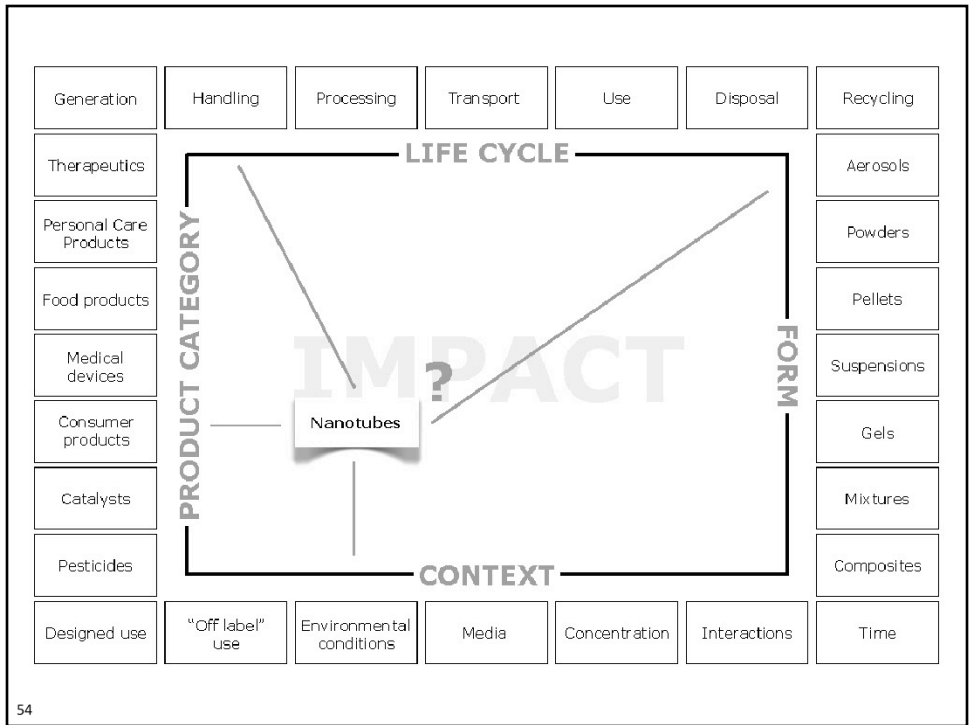 Generation
Handling
Processing
Transport
Use
Disposal
Recycling
Therapeutics
Personal Care
Products
Food products
Medical
devices
Consumer
products
Catalysts
Pesticides
LIFE CYCLE
PRODUCT CATEGORY
IMPACT
?
Nanotubes
FORM
CONTEXT
Aerosols
Powders
Pellets
Suspensions
Gels
Mixtures
Composites
Designed use
"Off label"
use
Environmental
conditions
Media
Concentration
Interactions
Time
54